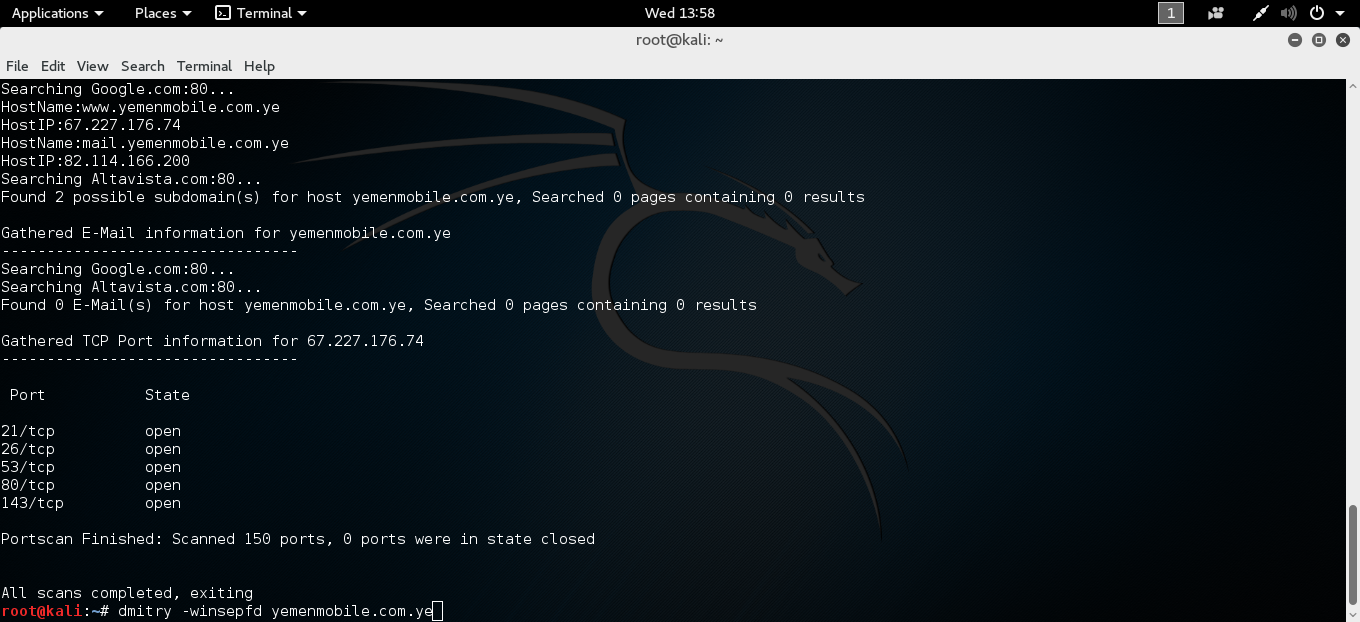 Applications Places Terminal Wed 13:58 1
root@kali: ~
File Edit View Search Terminal Help
Searching Google.com:80...
HostName:www.yemenmobile.com.ye
HostIP:67.227.176.74
HostName:mail.yemenmobile.com.ye
HostIP:82.114.166.200
Searching Altavista.com:80...
Found 2 possible subdomain(s) for host yemenmobile.com.ye, Searched 0 pages containing 0 results
Gathered E-Mail information for yemenmobile.com.ye
---------------------------------
Searching Google.com:80...
Searching Altavista.com:80...
Found 0 E-Mail(s) for host yemenmobile.com.ye, Searched 0 pages containing 0 results
Gathered TCP Port information for 67.227.176.74
---------------------------------
Port State
21/tcp open
26/tcp open
53/tcp open
80/tcp open
143/tcp open
Portscan Finished: Scanned 150 ports, 0 ports were in state closed
All scans completed, exiting
root@kali:~# dmitry -winsepfd yemenmobile.com.ye